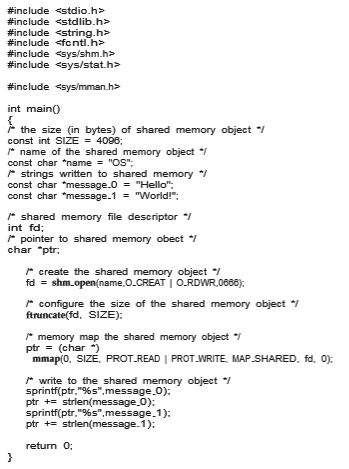 #include <stdio.h>
#include <stdlib.h>
#include <string.h>
#include <fcntl.h>
#include <sys/shm.h>
#include <sys/stat.h>
#include <sys/mman.h>
int main()
{
/* the size (in bytes) of shared memory object */
const int SIZE = 4096;
/* name of the shared memory object */
const char *name = "OS";
/* strings written to shared memory */
const char *message_0 = "Hello";
const char *message_1 = "World!";
/* shared memory file descriptor */
int fd;
/* pointer to shared memory obect */
char *ptr;
/* create the shared memory object */
fd = shm_open(name,O_CREAT | O_RDWR,0666);
/* configure the size of the shared memory object */
ftruncate(fd, SIZE);
/* memory map the shared memory object */
ptr = (char *)
mmap(0, SIZE, PROT_READ | PROT_WRITE, MAP_SHARED, fd, 0);
/* write to the shared memory object */
sprintf(ptr,"%s",message_0);
ptr += strlen(message_0);
sprintf(ptr,"%s",message_1);
ptr += strlen(message_1);
return 0;
}